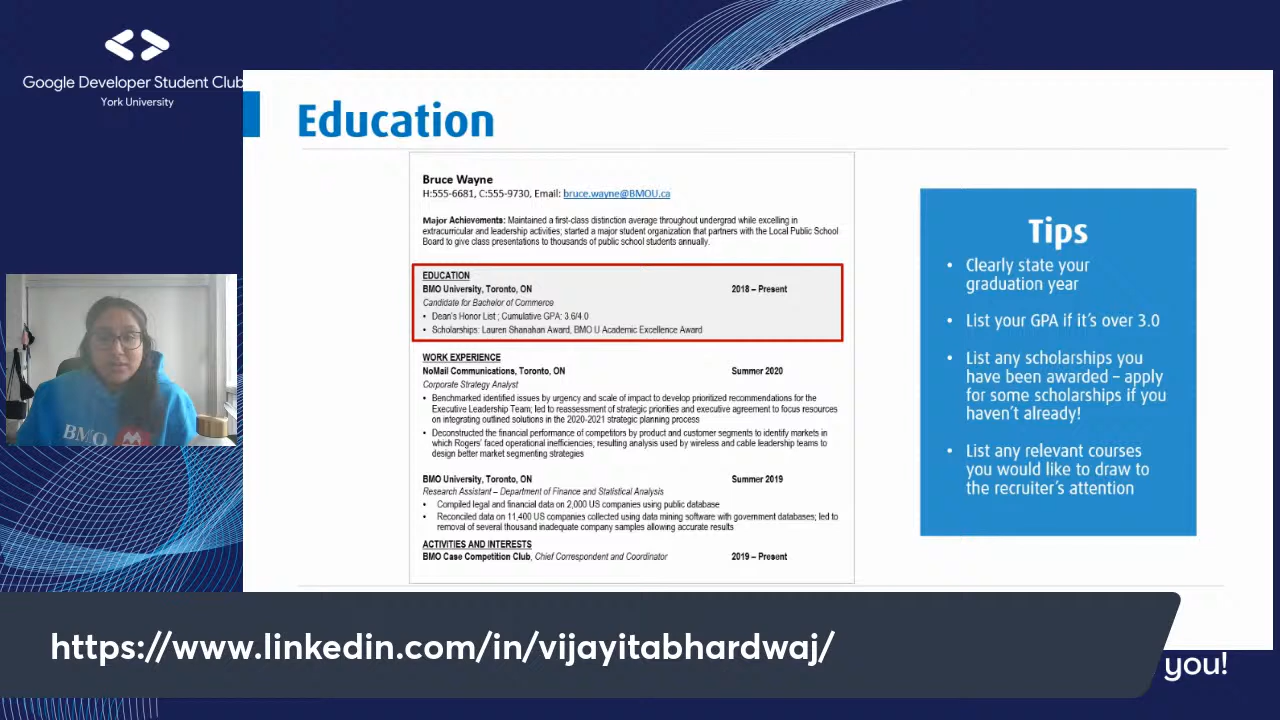 Google Developer Student Club
York University
Education
Bruce Wayne
H:555-6681, C:555-9730, Email: bruce.wayne@BMOU.ca
Major Achievements: Maintained a first-class distinction average throughout undergrad while excelling in
extracurricular and leadership activities; started a major student organization that partners with the Local Public School
Board to give class presentations to thousands of public school students annually.
EDUCATION
BMO University, Toronto, ON 2018 – Present
Candidate for Bachelor of Commerce
• Dean's Honor List ; Cumulative GPA: 3.6/4.0
• Scholarships: Lauren Shanahan Award, BMO U Academic Excellence Award
WORK EXPERIENCE
NoMail Communications, Toronto, ON Summer 2020
Corporate Strategy Analyst
• Benchmarked identified issues by urgency and scale of impact to develop prioritized recommendations for the
Executive Leadership Team; led to reassessment of strategic priorities and executive agreement to focus resources
on integrating outlined solutions in the 2020-2021 strategic planning process
• Deconstructed the financial performance of competitors by product and customer segments to identify markets in
which Rogers' faced operational inefficiencies; resulting analysis used by wireless and cable leadership teams to
design better market segmenting strategies
BMO University, Toronto, ON Summer 2019
Research Assistant – Department of Finance and Statistical Analysis
• Compiled legal and financial data on 2,000 US companies using public database
• Reconciled data on 11,400 US companies collected using data mining software with government databases; led to
removal of several thousand inadequate company samples allowing accurate results
ACTIVITIES AND INTERESTS
BMO Case Competition Club, Chief Correspondent and Coordinator 2019 – Present
Tips
• Clearly state your
graduation year
• List your GPA if it's over 3.0
• List any scholarships you
have been awarded – apply
for some scholarships if you
haven't already!
• List any relevant courses
you would like to draw to
the recruiter's attention
BMO
https://www.linkedin.com/in/vijayitabhardwaj/
you!